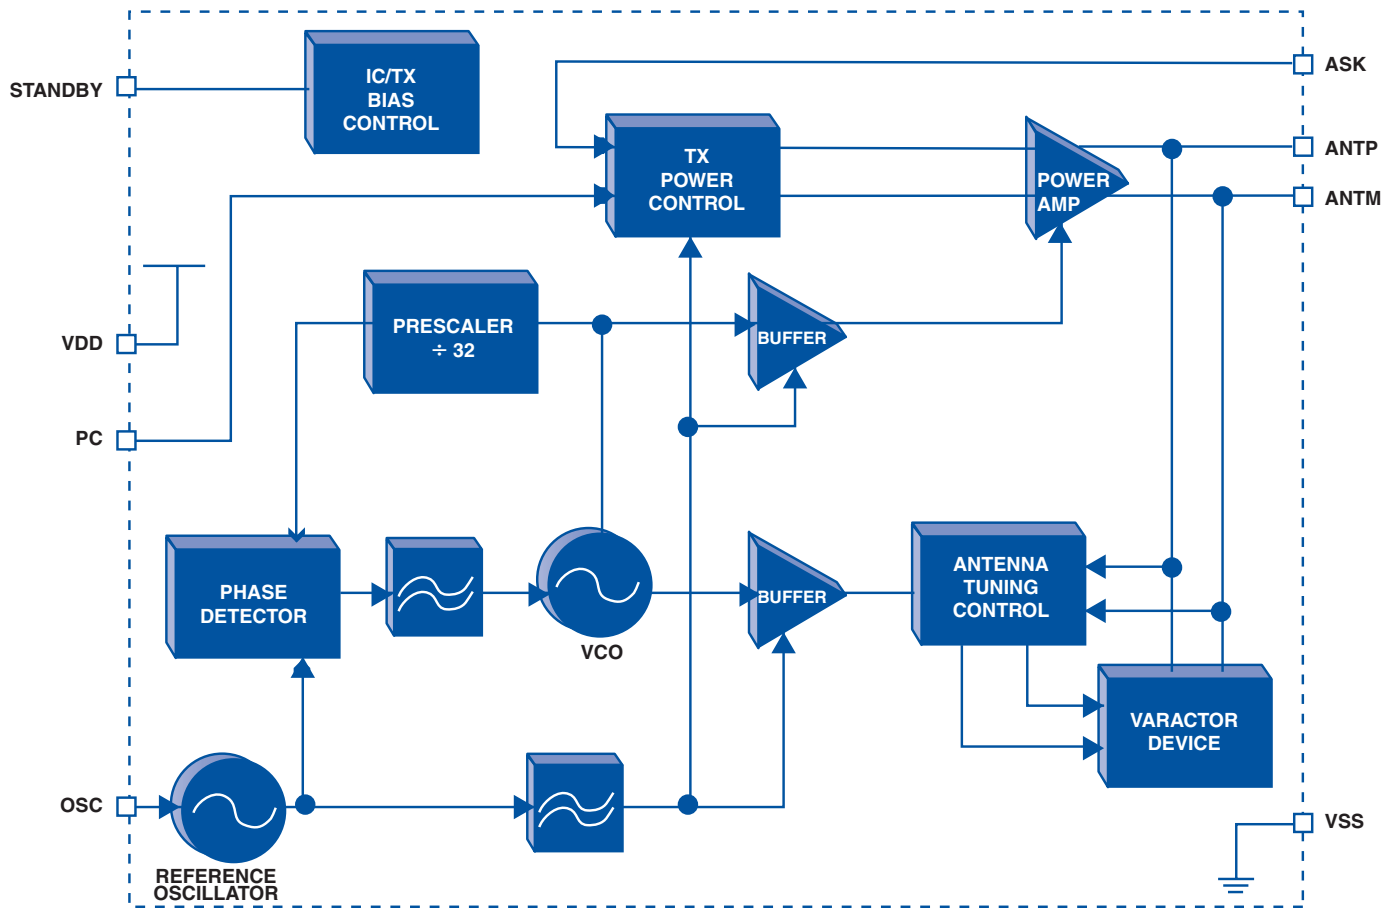 IC/TX
BIAS
CONTROL
STANDBY
ASK
TX
POWER
CONTROL
POWER
AMP
ANTP
ANTM
PRESCALER
÷ 32
BUFFER
VDD
PC
PHASE
DETECTOR
VCO
BUFFER
ANTENNA
TUNING
CONTROL
VARACTOR
DEVICE
OSC
REFERENCE
OSCILLATOR
VSS